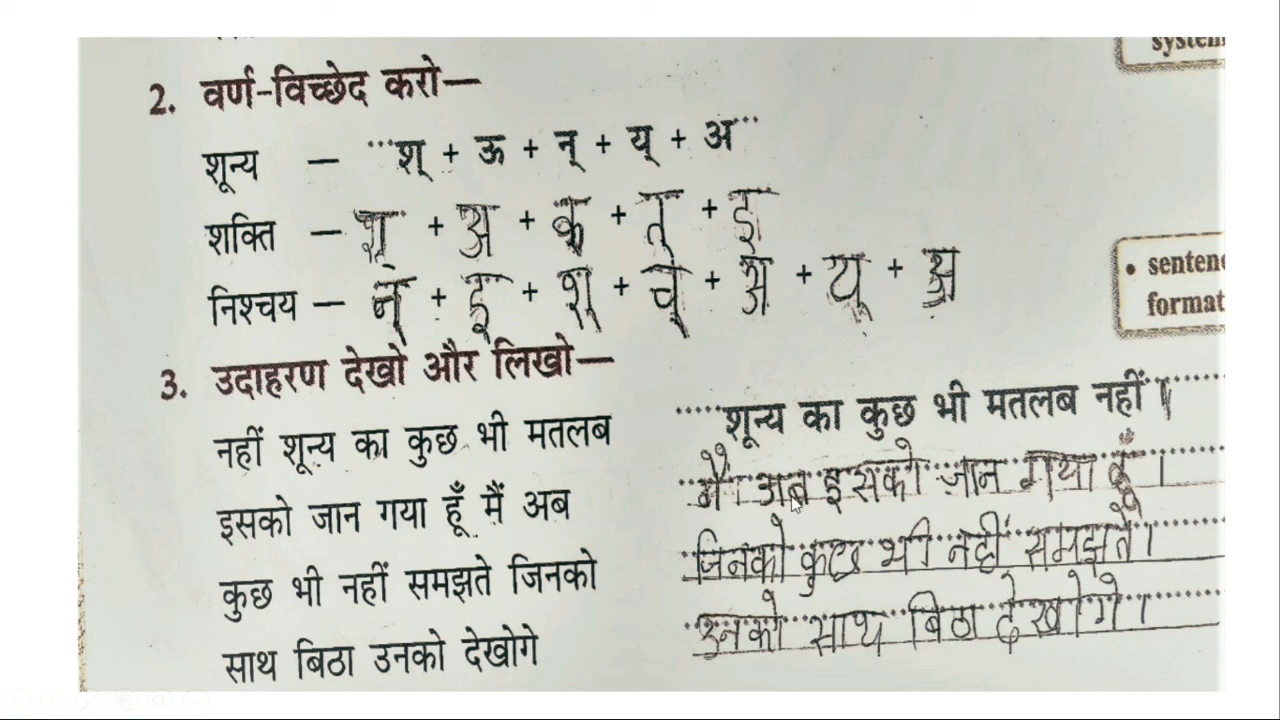 system
2. वर्ण-विच्छेद करो—
शून्य — श् + ऊ + न् + य् + अ
शक्ति — श् + अ + क् + त् + इ
निश्चय — न् + इ + श् + च् + अ + य् + अ
• sentenc
format
3. उदाहरण देखो और लिखो—
नहीं शून्य का कुछ भी मतलब शून्य का कुछ भी मतलब नहीं।
इसको जान गया हूँ मैं अब मैं अब इसको जान गया हूँ।
कुछ भी नहीं समझते जिनको जिनको कुछ भी नहीं समझते।
साथ बिठा उनको देखोगे उनको साथ बिठा देखोगे।